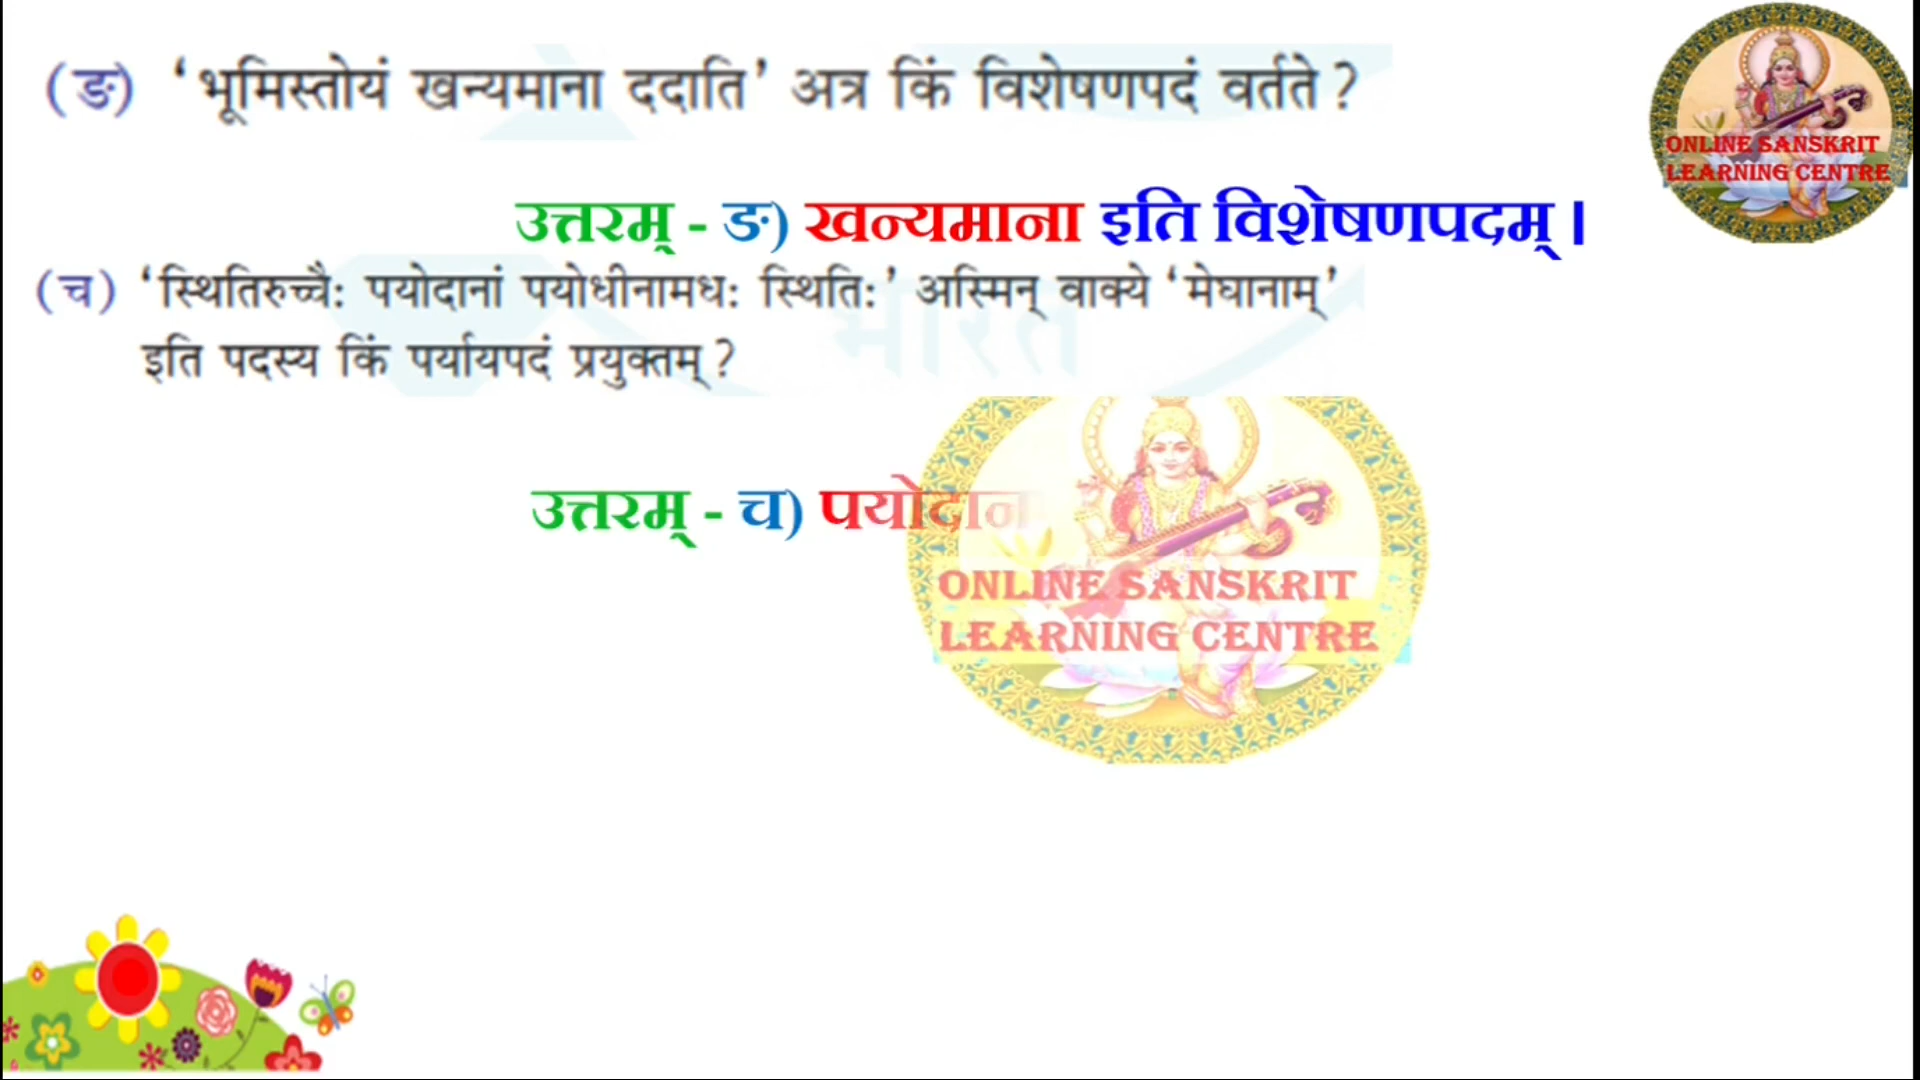 (ङ) ‘भूमिस्तोयं खन्यमाना ददाति’ अत्र किं विशेषणपदं वर्तते?
ONLINE SANSKRIT
LEARNING CENTRE
उत्तरम् - ङ) खन्यमाना इति विशेषणपदम् ।
(च) ‘स्थितिरुच्चैः पयोदानां पयोधीनामधः स्थितिः’ अस्मिन् वाक्ये ‘मेघानाम्’
भारत
इति पदस्य किं पर्यायपदं प्रयुक्तम्?
उत्तरम् - च) पयोदान
ONLINE SANSKRIT
LEARNING CENTRE